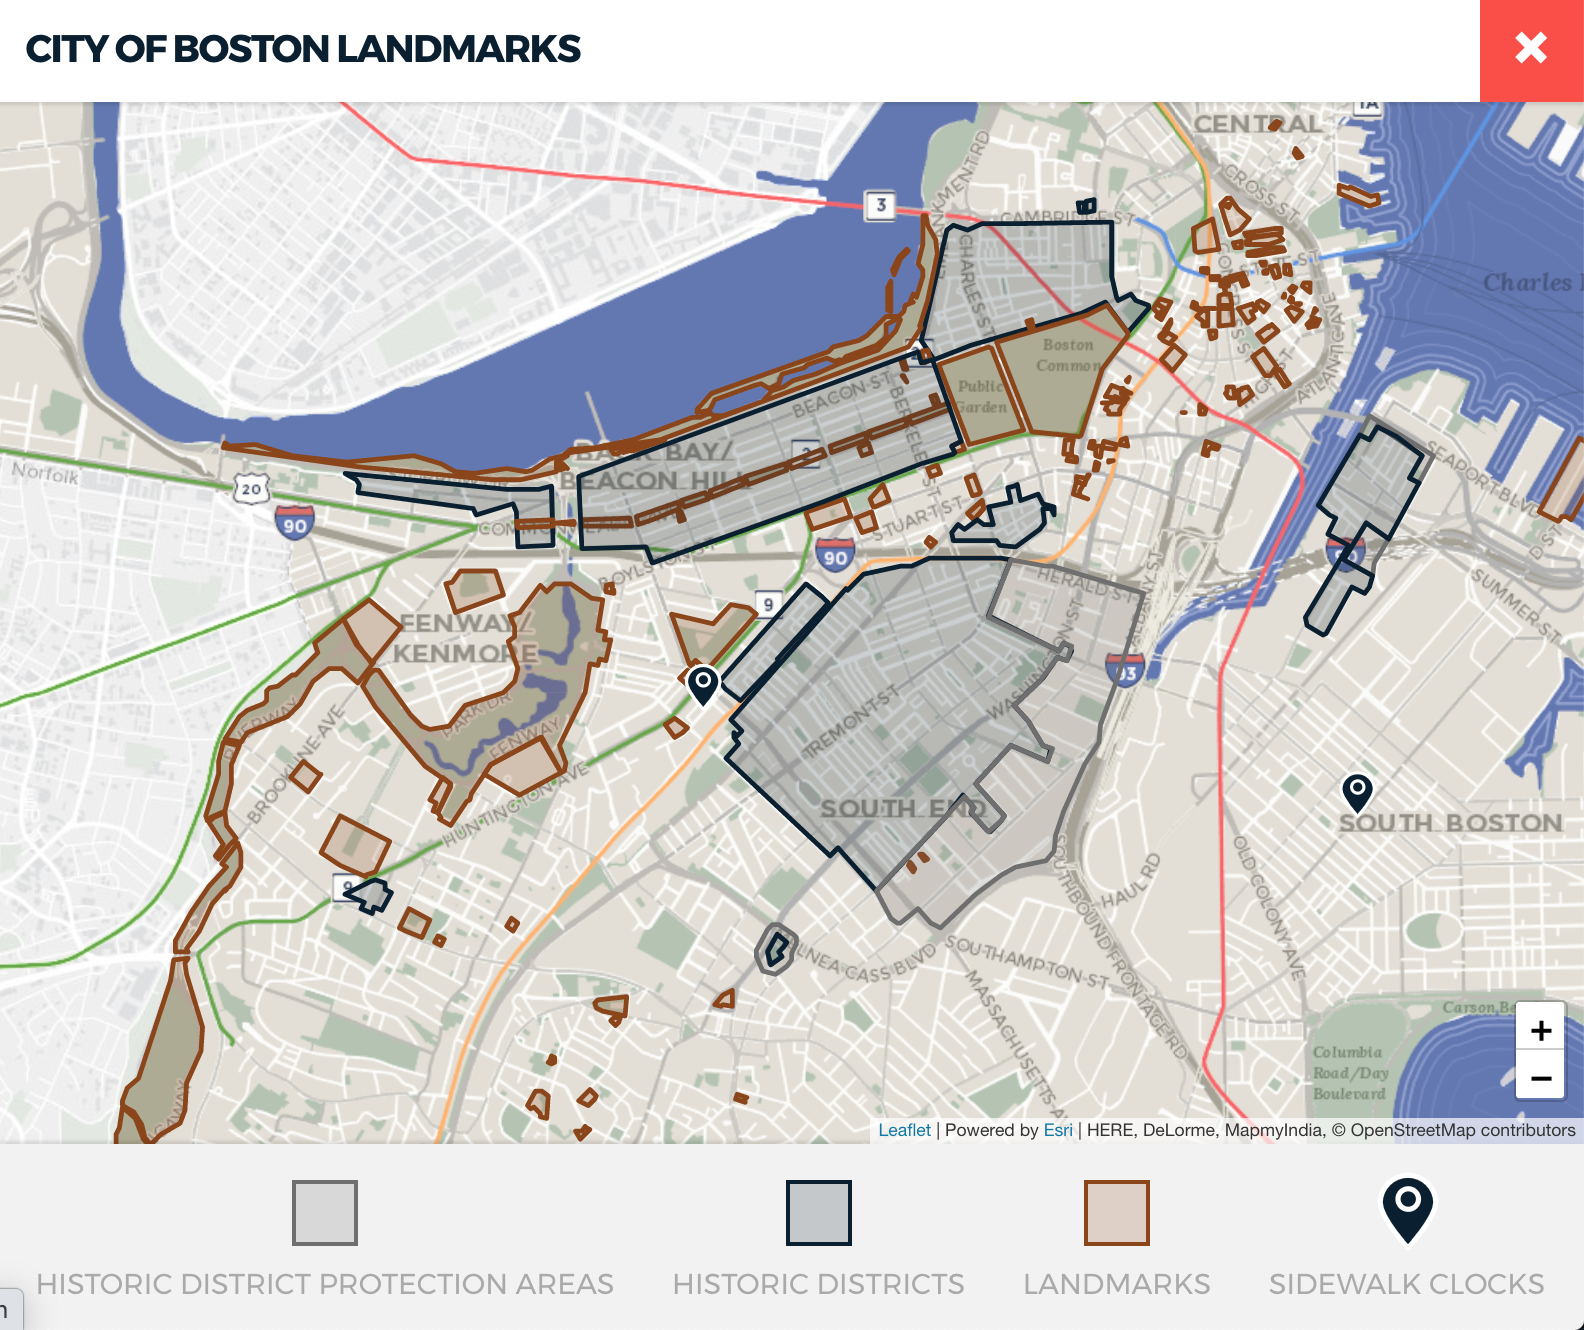 CITY OF BOSTON LANDMARKS
1A
CENTRAL
CROSS ST
3
CAMBRIDGE ST
CHARLES ST
Charles
Boston
Common
Public
Garden
ATLANTIC AVE
BEACON ST
BACK BAY/
BEACON HILL
2
Norfolk
20
90
STUART ST
90
BOYLSTON ST
SEAPORT BLVD
D ST
SUMMER ST
HERALD ST
ALBANY ST
9
FENWAY/
KENMORE
93
PARK DR
FENWAY
BROOKLINE AVE
TREMONT ST
HUNTINGTON AVE
SOUTH END
SOUTH BOSTON
OLD COLONY AVE
HAUL RD
9
SOUTHBOUND FRONTAGE RD
LNEA CASS BLVD
SOUTHAMPTON ST
MASSACHUSETTS A
Carson Be
Columbia
Road/Day
Boulevard
+
−
Leaflet | Powered by Esri | HERE, DeLorme, MapmyIndia, © OpenStreetMap contributors
HISTORIC DISTRICT PROTECTION AREAS
HISTORIC DISTRICTS
LANDMARKS
SIDEWALK CLOCKS